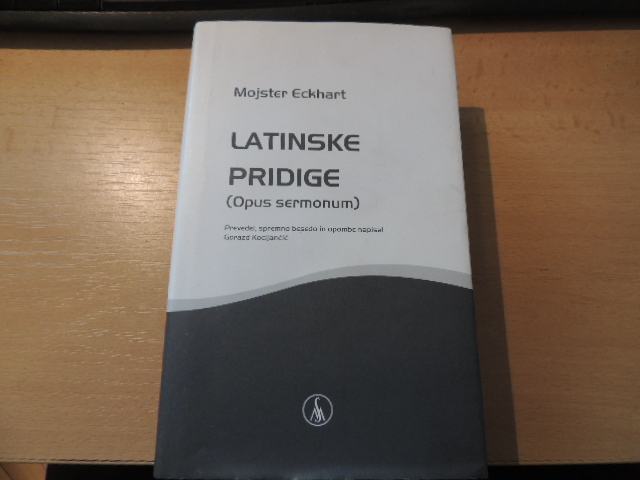 Mojster Eckhart
LATINSKE
PRIDIGE
(Opus sermonum)
Prevedel, spremno besedo in opombe napisal
Gorazd Kocijančič